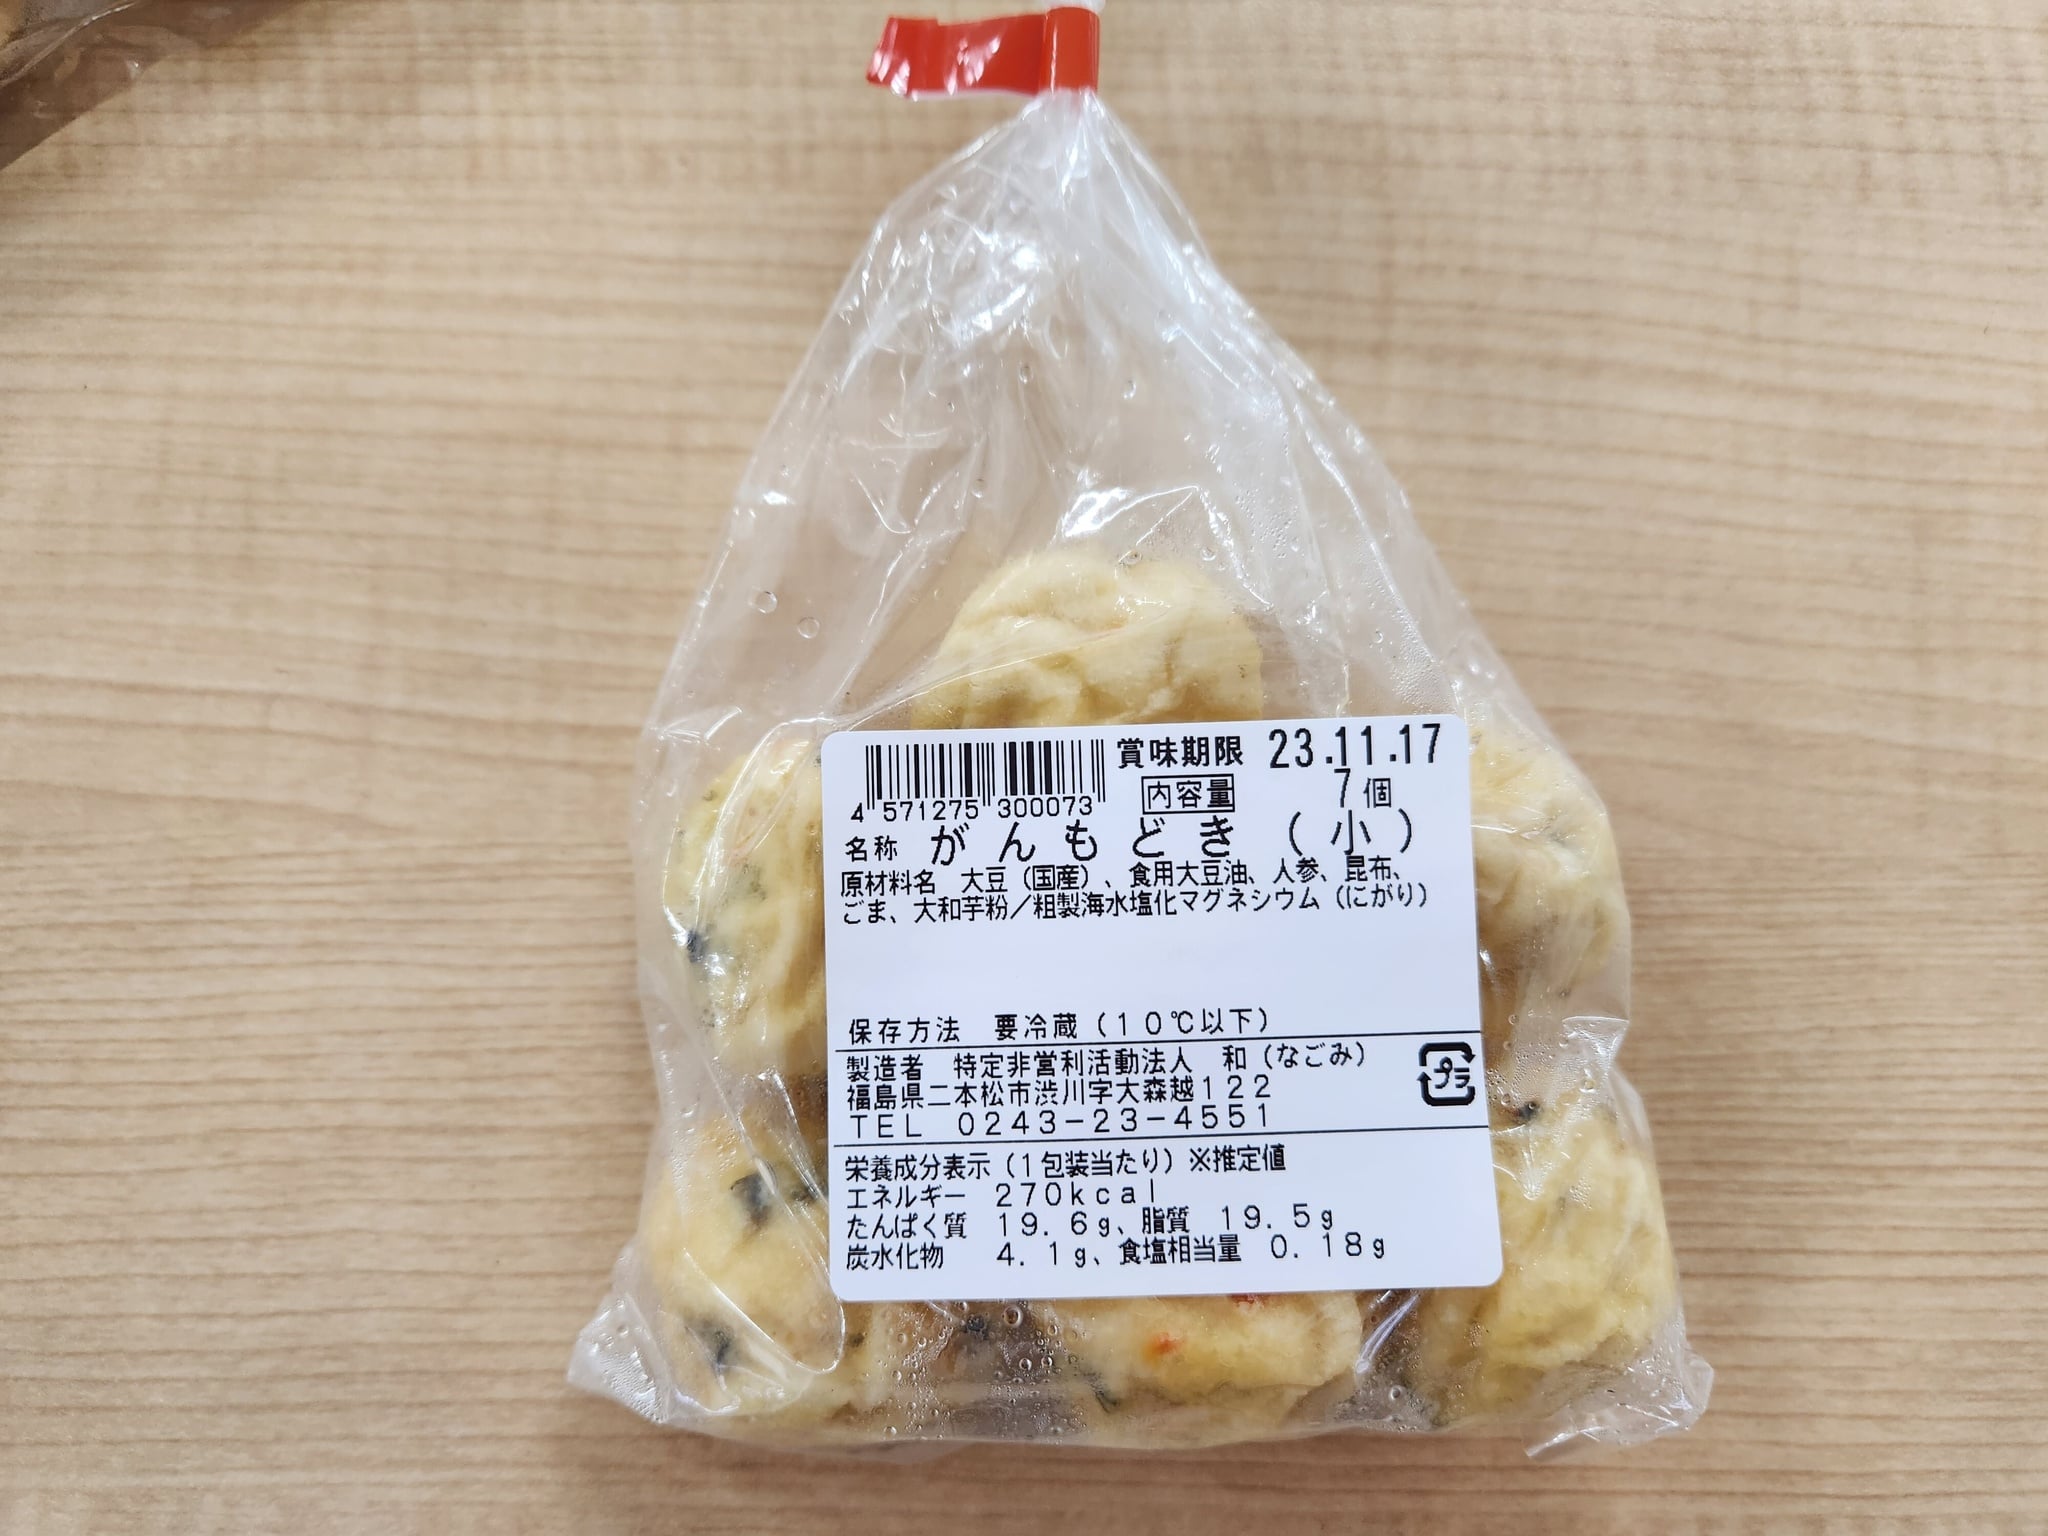 賞味期限 23.11.17
内容量 7個
4 571275 300073
名称 がんもどき (小)
原材料名 大豆(国産)、食用大豆油、人参、昆布、
ごま、大和芋粉/粗製海水塩化マグネシウム(にがり)
保存方法 要冷蔵(10℃以下)
製造者 特定非営利活動法人 和(なごみ)
福島県二本松市渋川字大森越122
TEL 0243-23-4551
プラ
栄養成分表示(1包装当たり)※推定値
エネルギー 270kcal
たんぱく質 19.6g、脂質 19.5g
炭水化物 4.1g、食塩相当量 0.18g